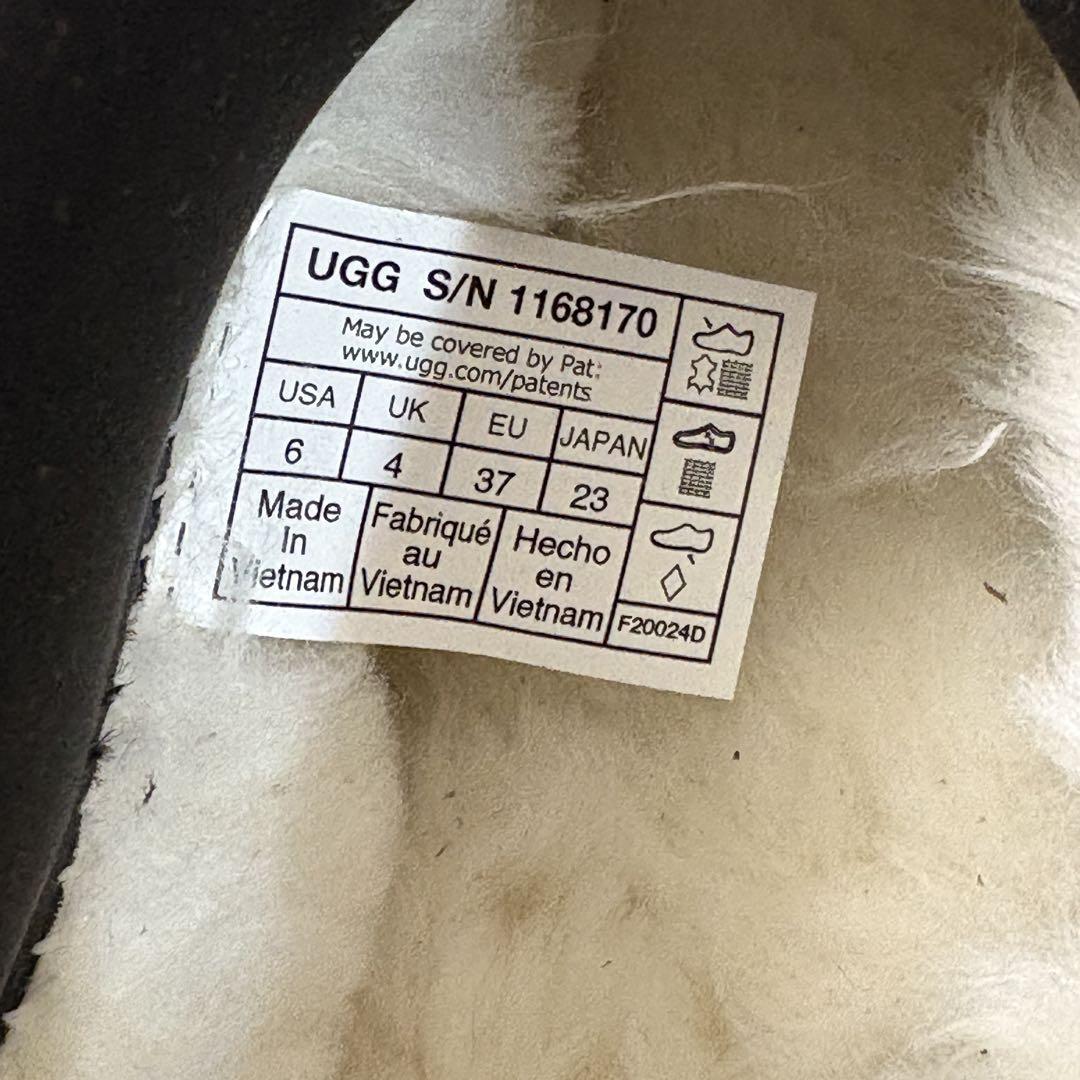 UGG S/N 1168170
May be covered by Pat:
www.ugg.com/patents
USA UK EU JAPAN
6 4 37 23
Made
In
Vietnam
Fabriqué
au
Vietnam
Hecho
en
Vietnam
F20024D